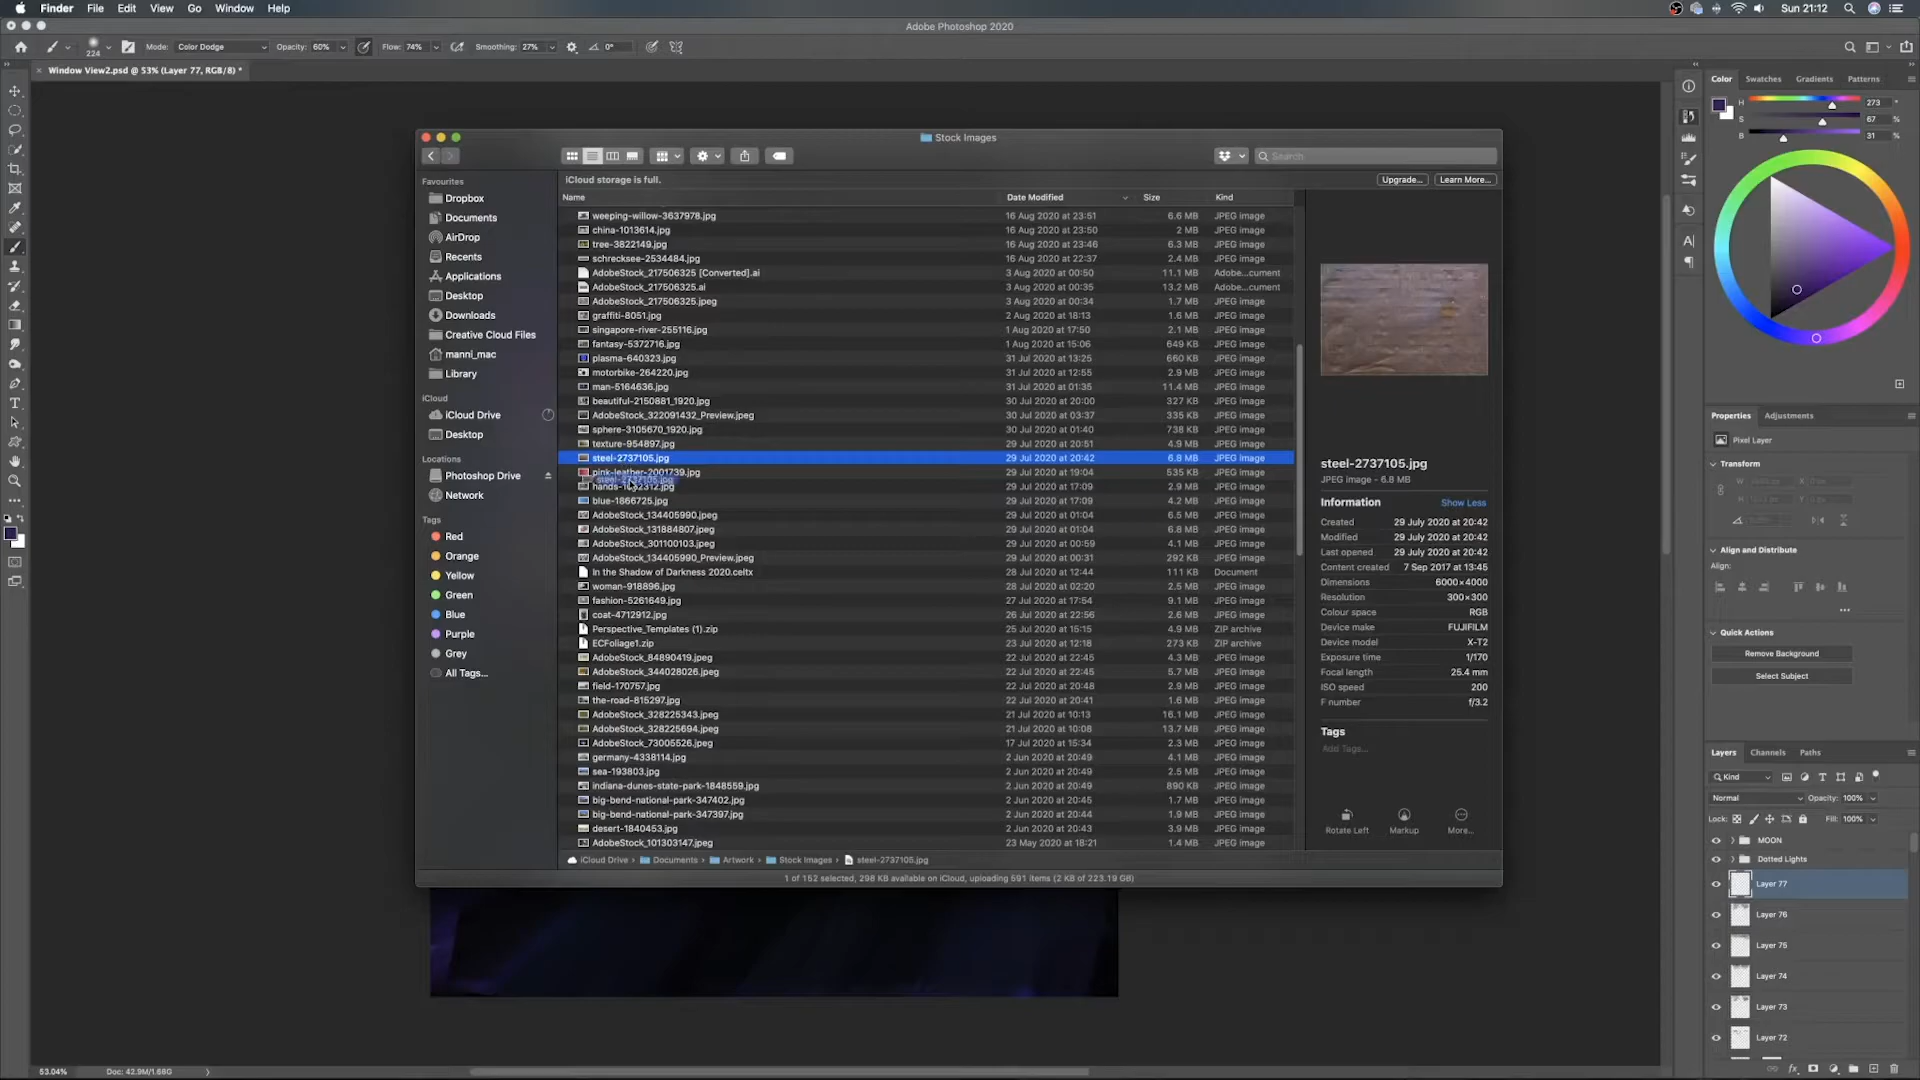 Finder File Edit View Go Window Help Sun 21:12
Adobe Photoshop 2020
224 Mode: Color Dodge Opacity: 60% Flow: 74% Smoothing: 27% 0°
Window View2.psd @ 53% (Layer 77, RGB/8) *
Color Swatches Gradients Patterns
H 273 °
S 67 %
B 31 %
Stock Images
Search
Favourites
Dropbox
Documents
AirDrop
Recents
Applications
Desktop
Downloads
Creative Cloud Files
manni_mac
Library
iCloud
iCloud Drive
Desktop
Locations
Photoshop Drive
Network
Tags
Red
Orange
Yellow
Green
Blue
Purple
Grey
All Tags...
iCloud storage is full. Upgrade... Learn More...
Name Date Modified Size Kind
weeping-willow-3637978.jpg 16 Aug 2020 at 23:51 6.6 MB JPEG image
china-1013614.jpg 16 Aug 2020 at 23:50 2 MB JPEG image
tree-3822149.jpg 16 Aug 2020 at 23:46 6.3 MB JPEG image
schrecksee-2534484.jpg 16 Aug 2020 at 22:37 2.4 MB JPEG image
AdobeStock_217506325 [Converted].ai 3 Aug 2020 at 00:50 11.1 MB Adobe...cument
AdobeStock_217506325.ai 3 Aug 2020 at 00:35 13.2 MB Adobe...cument
AdobeStock_217506325.jpeg 3 Aug 2020 at 00:34 1.7 MB JPEG image
graffiti-8051.jpg 2 Aug 2020 at 18:13 1.6 MB JPEG image
singapore-river-255116.jpg 1 Aug 2020 at 17:50 2.1 MB JPEG image
fantasy-5372716.jpg 1 Aug 2020 at 15:06 649 KB JPEG image
plasma-640323.jpg 31 Jul 2020 at 13:25 660 KB JPEG image
motorbike-264220.jpg 31 Jul 2020 at 12:55 2.9 MB JPEG image
man-5164636.jpg 31 Jul 2020 at 01:35 11.4 MB JPEG image
beautiful-2150881_1920.jpg 30 Jul 2020 at 20:00 327 KB JPEG image
AdobeStock_322091432_Preview.jpeg 30 Jul 2020 at 03:37 335 KB JPEG image
sphere-3105670_1920.jpg 30 Jul 2020 at 01:40 738 KB JPEG image
texture-954897.jpg 29 Jul 2020 at 20:51 4.9 MB JPEG image
steel-2737105.jpg 29 Jul 2020 at 20:42 6.8 MB JPEG image
pink-leather-2001739.jpg 29 Jul 2020 at 19:04 535 KB JPEG image
steel-2737105.jpg
29 Jul 2020 at 17:09 2.9 MB JPEG image
blue-1866725.jpg 29 Jul 2020 at 17:09 4.2 MB JPEG image
AdobeStock_134405990.jpeg 29 Jul 2020 at 01:04 6.5 MB JPEG image
AdobeStock_131884807.jpeg 29 Jul 2020 at 01:04 6.8 MB JPEG image
AdobeStock_301100103.jpeg 29 Jul 2020 at 00:59 4.1 MB JPEG image
AdobeStock_134405990_Preview.jpeg 29 Jul 2020 at 00:31 292 KB JPEG image
In the Shadow of Darkness 2020.celtx 28 Jul 2020 at 12:44 111 KB Document
woman-918896.jpg 28 Jul 2020 at 02:20 2.5 MB JPEG image
fashion-5261649.jpg 27 Jul 2020 at 17:54 9.1 MB JPEG image
coat-4712912.jpg 26 Jul 2020 at 22:56 2.6 MB JPEG image
Perspective_Templates (1).zip 25 Jul 2020 at 15:15 4.9 MB ZIP archive
ECFoliage1.zip 23 Jul 2020 at 12:18 273 KB ZIP archive
AdobeStock_84890419.jpeg 22 Jul 2020 at 22:45 4.3 MB JPEG image
AdobeStock_344028026.jpeg 22 Jul 2020 at 22:45 5.7 MB JPEG image
field-170757.jpg 22 Jul 2020 at 20:48 2.9 MB JPEG image
the-road-815297.jpg 22 Jul 2020 at 20:41 1.6 MB JPEG image
AdobeStock_328225343.jpeg 21 Jul 2020 at 10:13 16.1 MB JPEG image
AdobeStock_328225694.jpeg 21 Jul 2020 at 10:08 13.7 MB JPEG image
AdobeStock_73005526.jpeg 17 Jul 2020 at 15:34 2.3 MB JPEG image
germany-4338114.jpg 2 Jun 2020 at 20:49 4.1 MB JPEG image
sea-193803.jpg 2 Jun 2020 at 20:49 2.5 MB JPEG image
indiana-dunes-state-park-1848559.jpg 2 Jun 2020 at 20:49 890 KB JPEG image
big-bend-national-park-347402.jpg 2 Jun 2020 at 20:45 1.7 MB JPEG image
big-bend-national-park-347397.jpg 2 Jun 2020 at 20:44 1.9 MB JPEG image
desert-1840453.jpg 2 Jun 2020 at 20:43 3.9 MB JPEG image
AdobeStock_101303147.jpeg 23 May 2020 at 18:21 1.4 MB JPEG image
iCloud Drive › Documents › Artwork › Stock Images › steel-2737105.jpg
1 of 152 selected, 298 KB available on iCloud, uploading 591 items (2 KB of 223.19 GB)
steel-2737105.jpg
JPEG image - 6.8 MB
Information Show Less
Created 29 July 2020 at 20:42
Modified 29 July 2020 at 20:42
Last opened 29 July 2020 at 20:42
Content created 7 Sep 2017 at 13:45
Dimensions 6000×4000
Resolution 300×300
Colour space RGB
Device make FUJIFILM
Device model X-T2
Exposure time 1/170
Focal length 25.4 mm
ISO speed 200
F number f/3.2
Tags
Add Tags...
Rotate Left Markup More...
Properties Adjustments
Pixel Layer
Transform
Align and Distribute
Align:
Quick Actions
Remove Background
Select Subject
Layers Channels Paths
Kind
Normal Opacity: 100%
Lock: Fill: 100%
MOON
Dotted Lights
Layer 77
Layer 76
Layer 75
Layer 74
Layer 73
Layer 72
53.04% Doc: 42.9M/1.68G